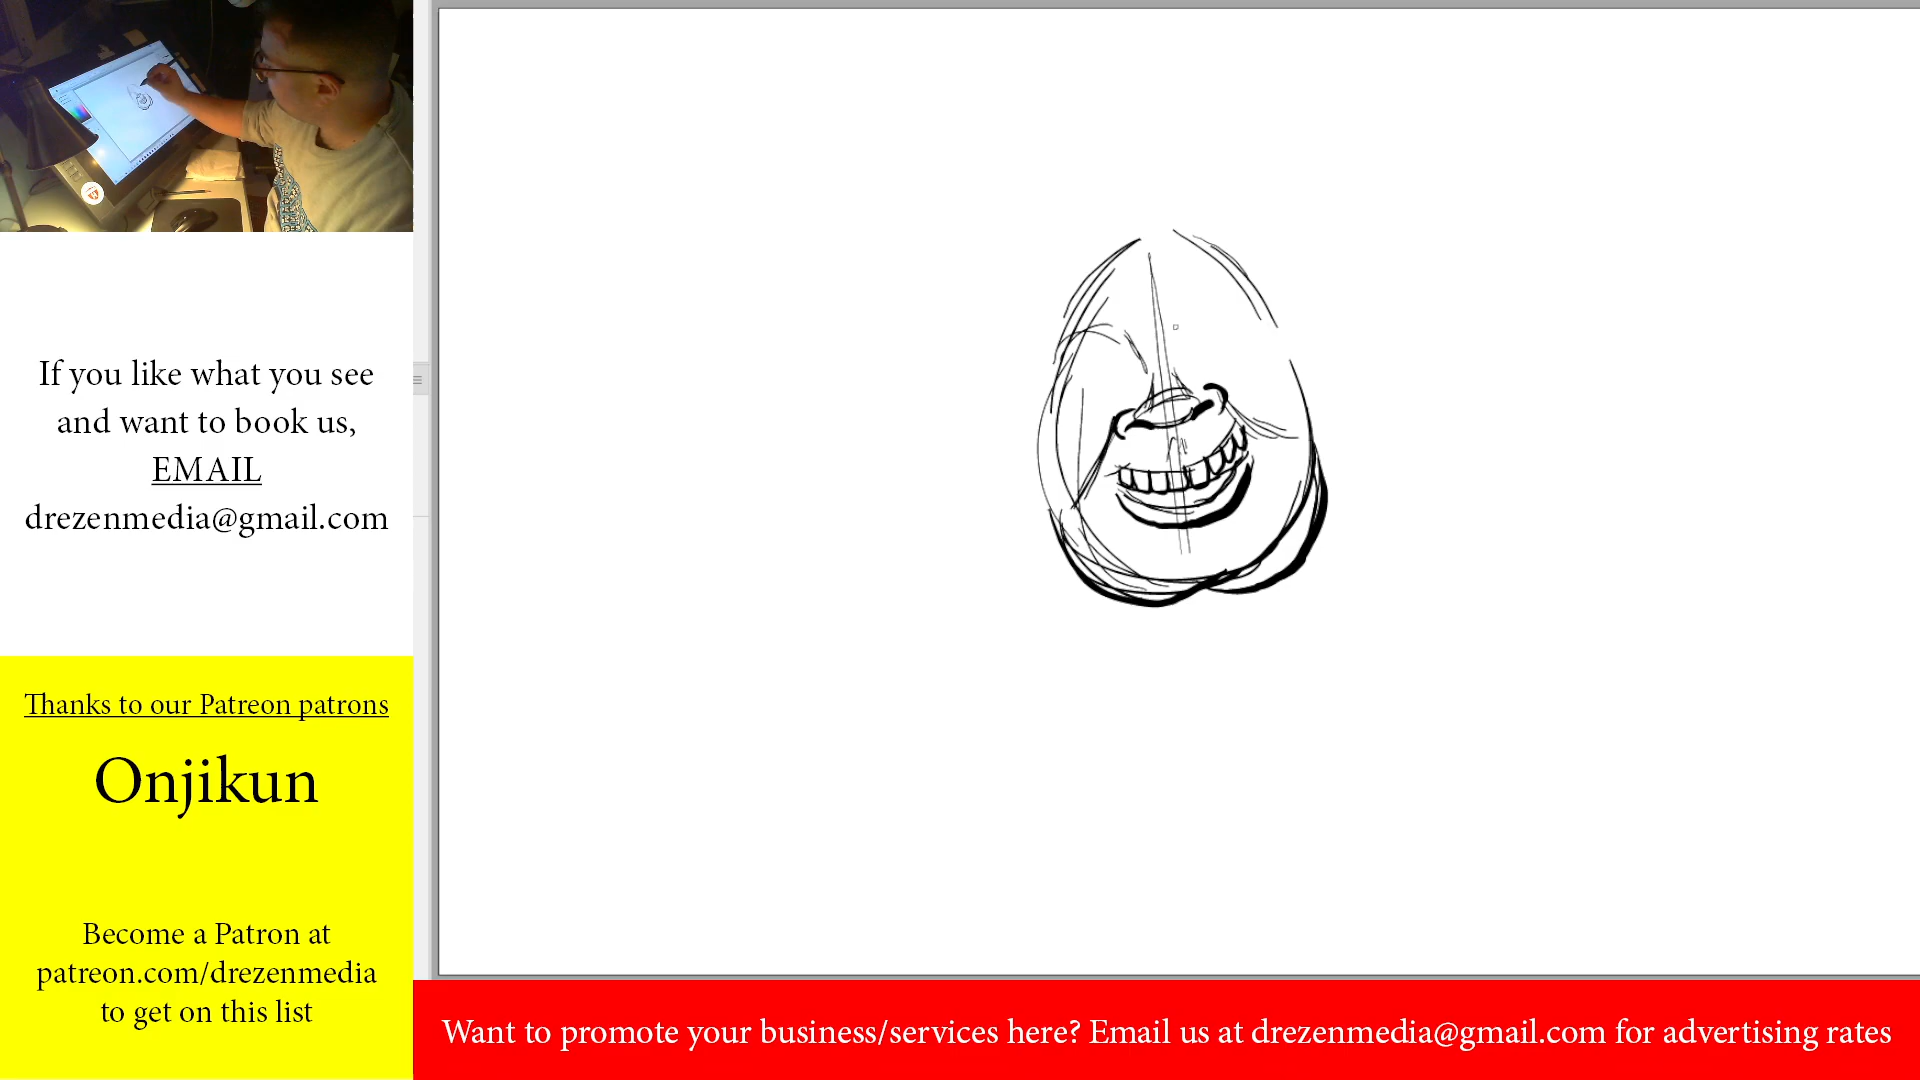 If you like what you see
and want to book us,
EMAIL
drezenmedia@gmail.com
Thanks to our Patreon patrons
Onjikun
Become a Patron at
patreon.com/drezenmedia
to get on this list
Want to promote your business/services here? Email us at drezenmedia@gmail.com for advertising rates